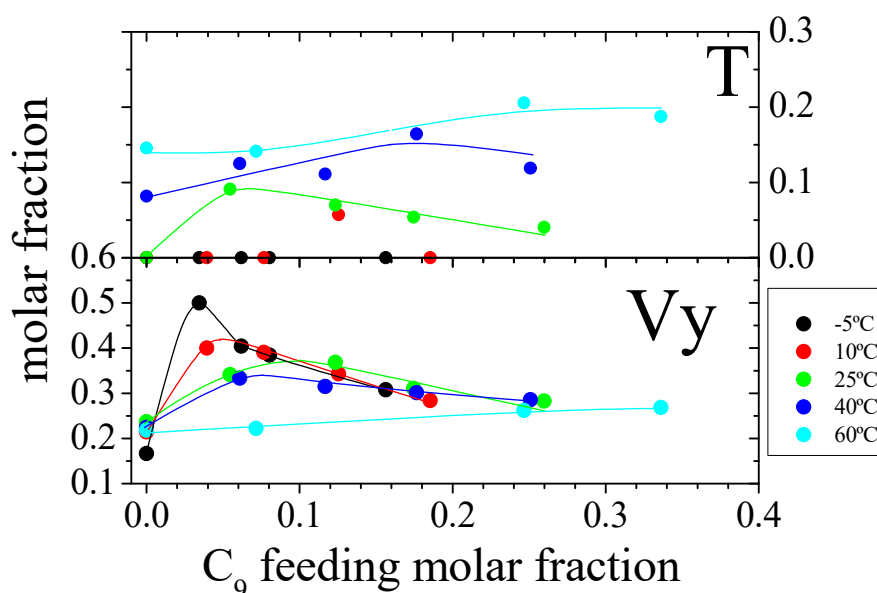 T
0.3
0.2
0.1
0.0
molar fraction
0.6
0.5
0.4
0.3
0.2
0.1
Vy
-5ºC
10ºC
25ºC
40ºC
60ºC
0.0 0.1 0.2 0.3 0.4
C₉ feeding molar fraction